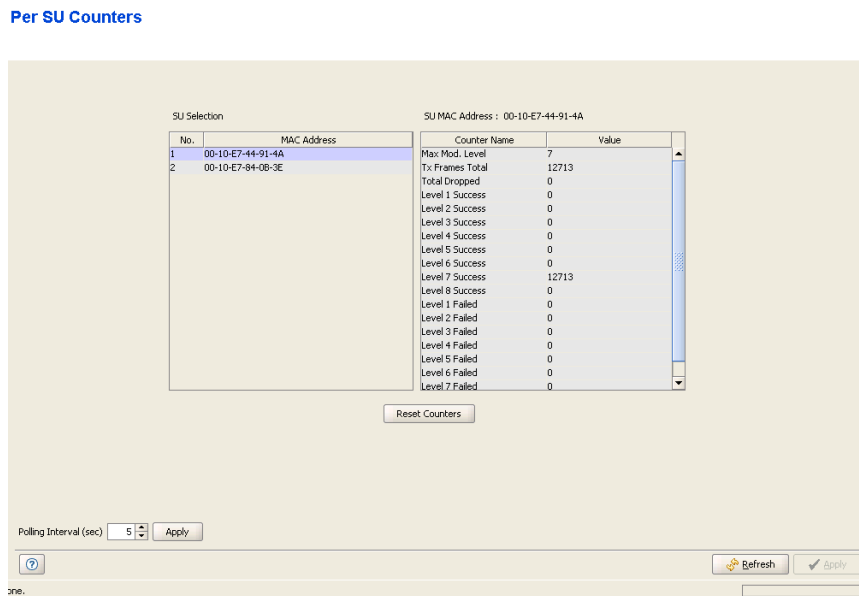 Per SU Counters
SU Selection
No. MAC Address
1 00-10-E7-44-91-4A
2 00-10-E7-84-0B-3E
SU MAC Address : 00-10-E7-44-91-4A
Counter Name Value
Max Mod. Level 7
Tx Frames Total 12713
Total Dropped 0
Level 1 Success 0
Level 2 Success 0
Level 3 Success 0
Level 4 Success 0
Level 5 Success 0
Level 6 Success 0
Level 7 Success 12713
Level 8 Success 0
Level 1 Failed 0
Level 2 Failed 0
Level 3 Failed 0
Level 4 Failed 0
Level 5 Failed 0
Level 6 Failed 0
Level 7 Failed 0
Reset Counters
Polling Interval (sec) 5 Apply
? Refresh Apply
one.